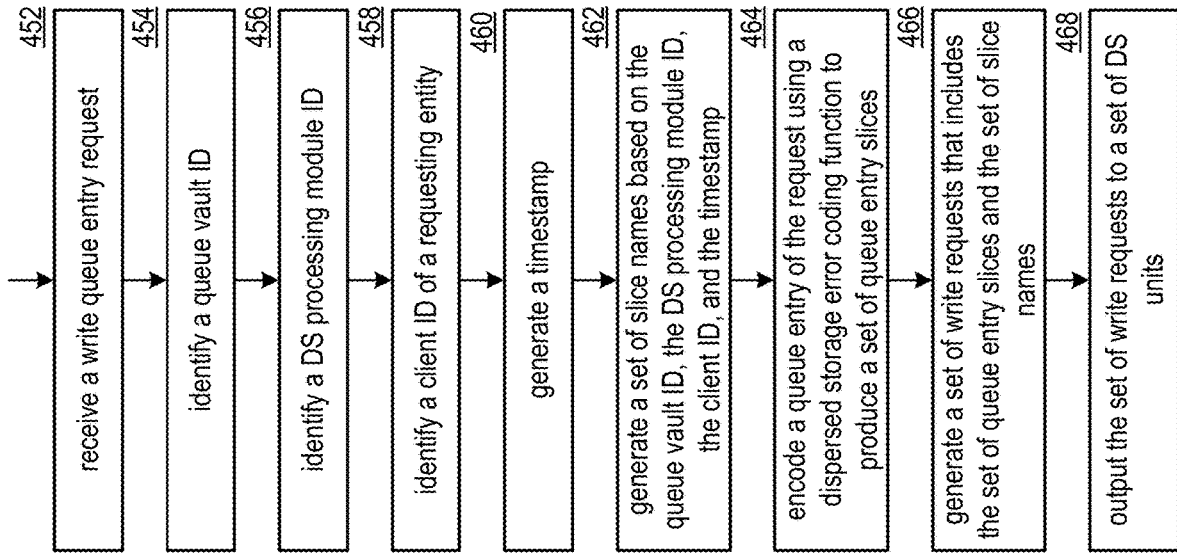 452
receive a write queue entry request
454
identify a queue vault ID
456
identify a DS processing module ID
458
identify a client ID of a requesting entity
460
generate a timestamp
462
generate a set of slice names based on the
queue vault ID, the DS processing module ID,
the client ID, and the timestamp
464
encode a queue entry of the request using a
dispersed storage error coding function to
produce a set of queue entry slices
466
generate a set of write requests that includes
the set of queue entry slices and the set of slice
names
468
output the set of write requests to a set of DS
units